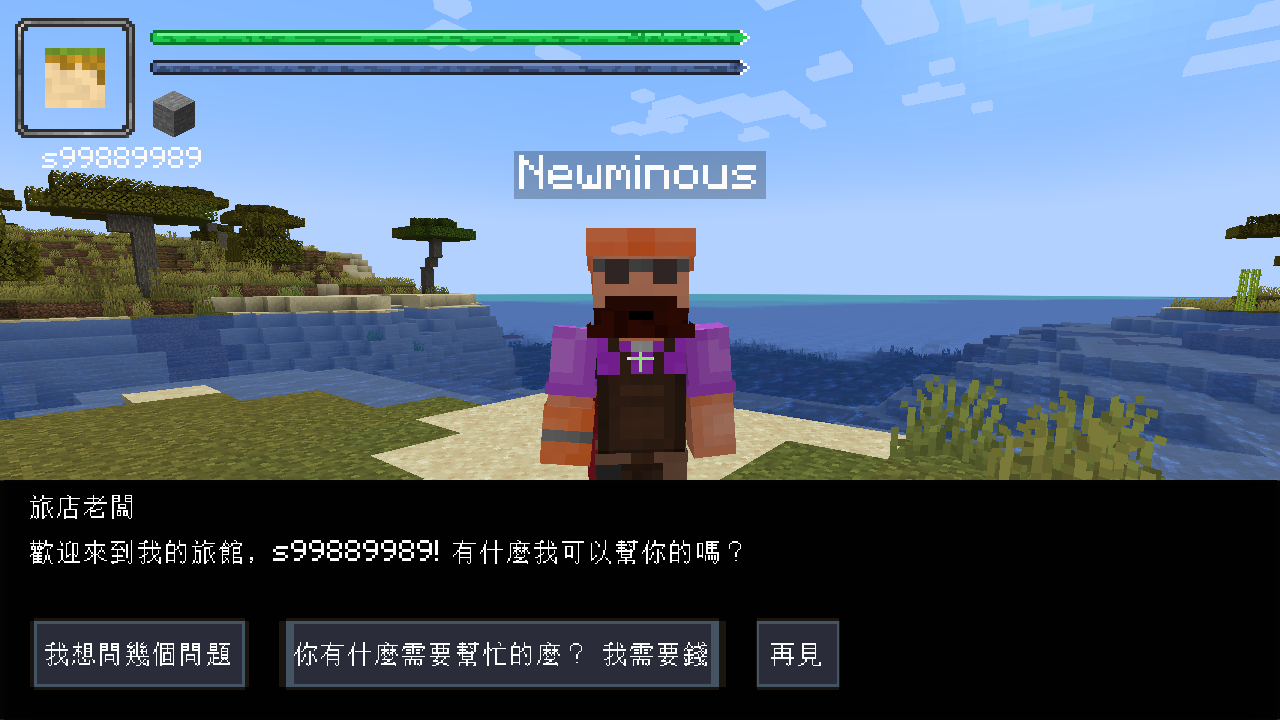 s99889989
Newminous
旅店老闆
歡迎來到我的旅館, s99889989! 有什麼我可以幫你的嗎？
我想問幾個問題
你有什麼需要幫忙的麼？ 我需要錢
再見